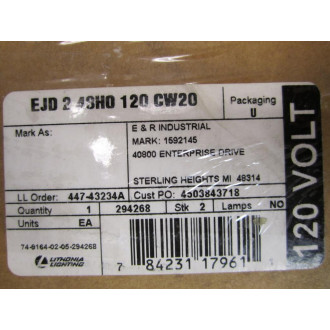 EJD 2 4SHO 120 CW20
Packaging
U
Mark As:
E & R INDUSTRIAL
MARK: 1592145
40800 ENTERPRISE DRIVE
STERLING HEIGHTS MI 48314
LL Order: 447-43234A Cust PO: 4503843718
Quantity 1 294268 Stk 2 Lamps NO
Units EA
74-9164-02-05-294268
LITHONIA
LIGHTING
7 84231 17961
120 VOLT